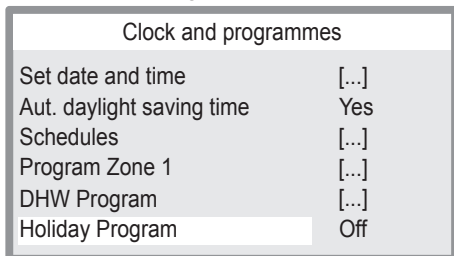 Clock and programmes
Set date and time [...]
Aut. daylight saving time Yes
Schedules [...]
Program Zone 1 [...]
DHW Program [...]
Holiday Program Off